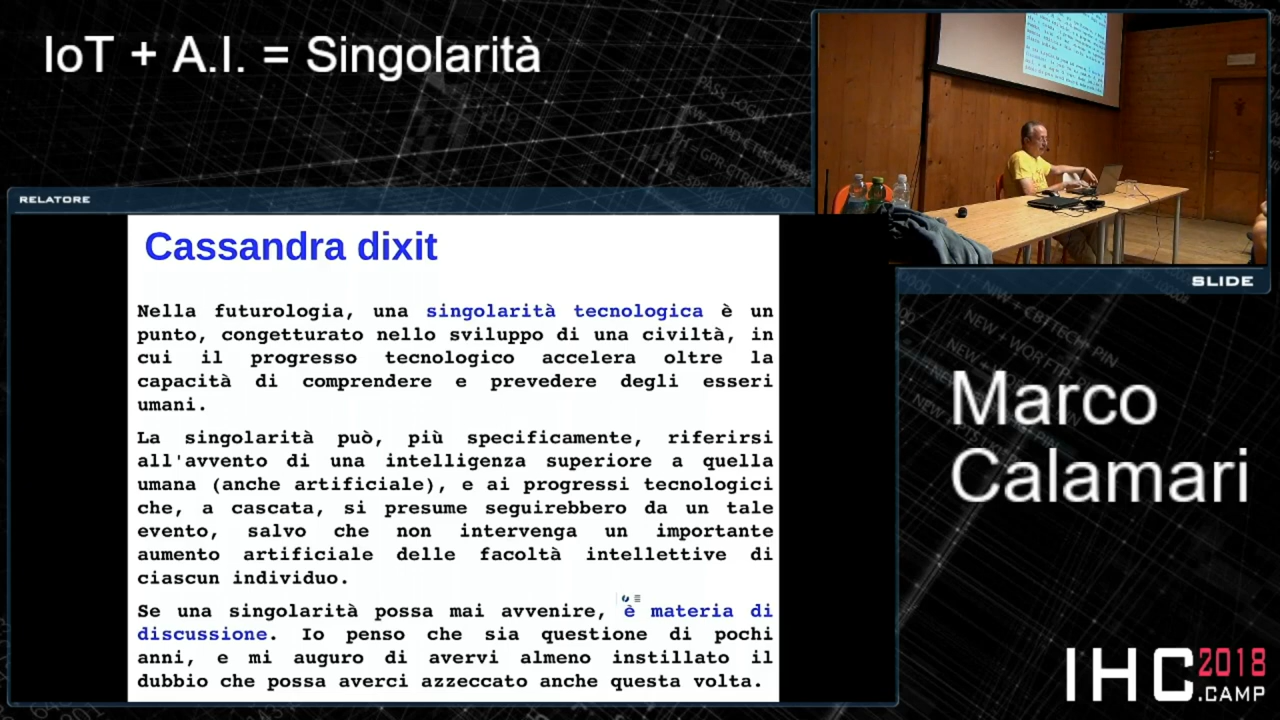 IoT + A.I. = Singolarità
RELATORE
Cassandra dixit
Nella futurologia, una singolarità tecnologica è un
punto, congetturato nello sviluppo di una civiltà, in
cui il progresso tecnologico accelera oltre la
capacità di comprendere e prevedere degli esseri
umani.
La singolarità può, più specificamente, riferirsi
all'avvento di una intelligenza superiore a quella
umana (anche artificiale), e ai progressi tecnologici
che, a cascata, si presume seguirebbero da un tale
evento, salvo che non intervenga un importante
aumento artificiale delle facoltà intellettive di
ciascun individuo.
Se una singolarità possa mai avvenire, è materia di
discussione. Io penso che sia questione di pochi
anni, e mi auguro di avervi almeno instillato il
dubbio che possa averci azzeccato anche questa volta.
SLIDE
Marco
Calamari
IHC 2018
.CAMP